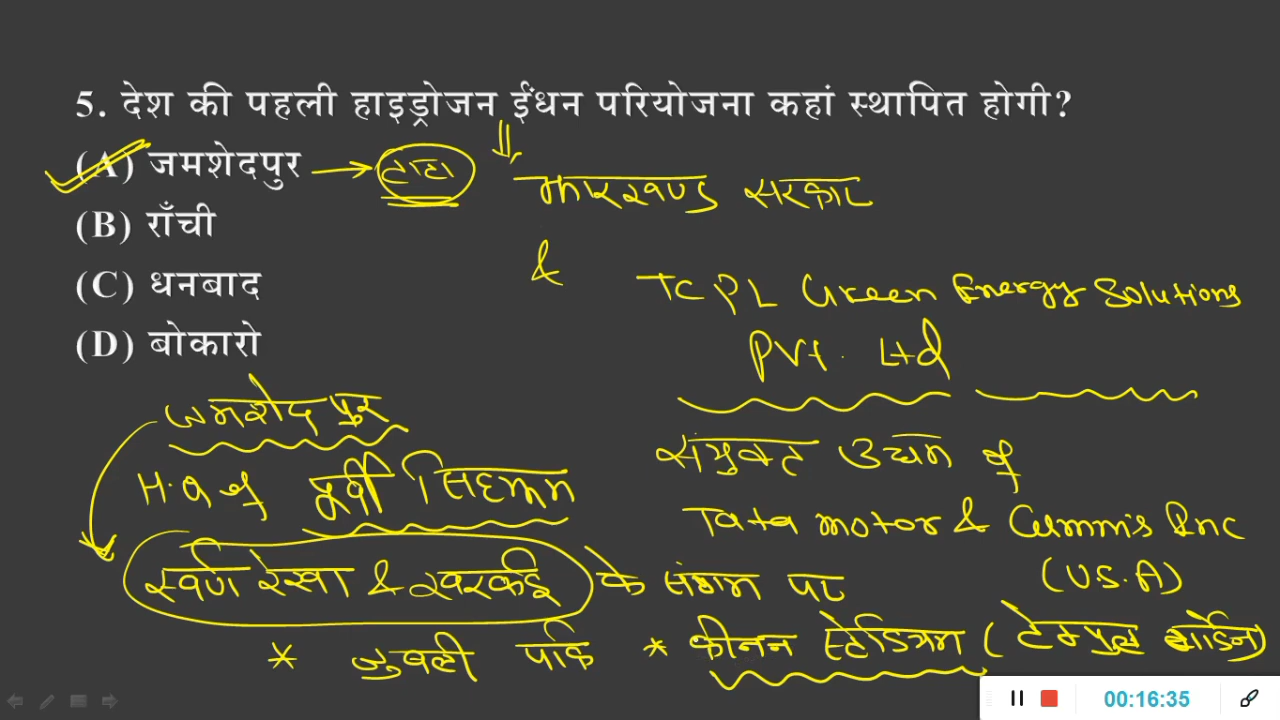 5. देश की पहली हाइड्रोजन ईंधन परियोजना कहां स्थापित होगी?
(A) जमशेदपुर → टाटा
झारखण्ड सरकार
(B) राँची
&
(C) धनबाद
TCPL Green Energy Solutions
(D) बोकारो
Pvt. Ltd
जमशेदपुर
संयुक्त उद्यम of
H.Q of पूर्वी सिंहभूम
Tata motor & Cummins Inc
(U.S.A)
स्वर्ण रेखा & खरकई के संगम पर
* जुबली पार्क * कीनन स्टेडियम (टेम्पुल गार्डन)
00:16:35